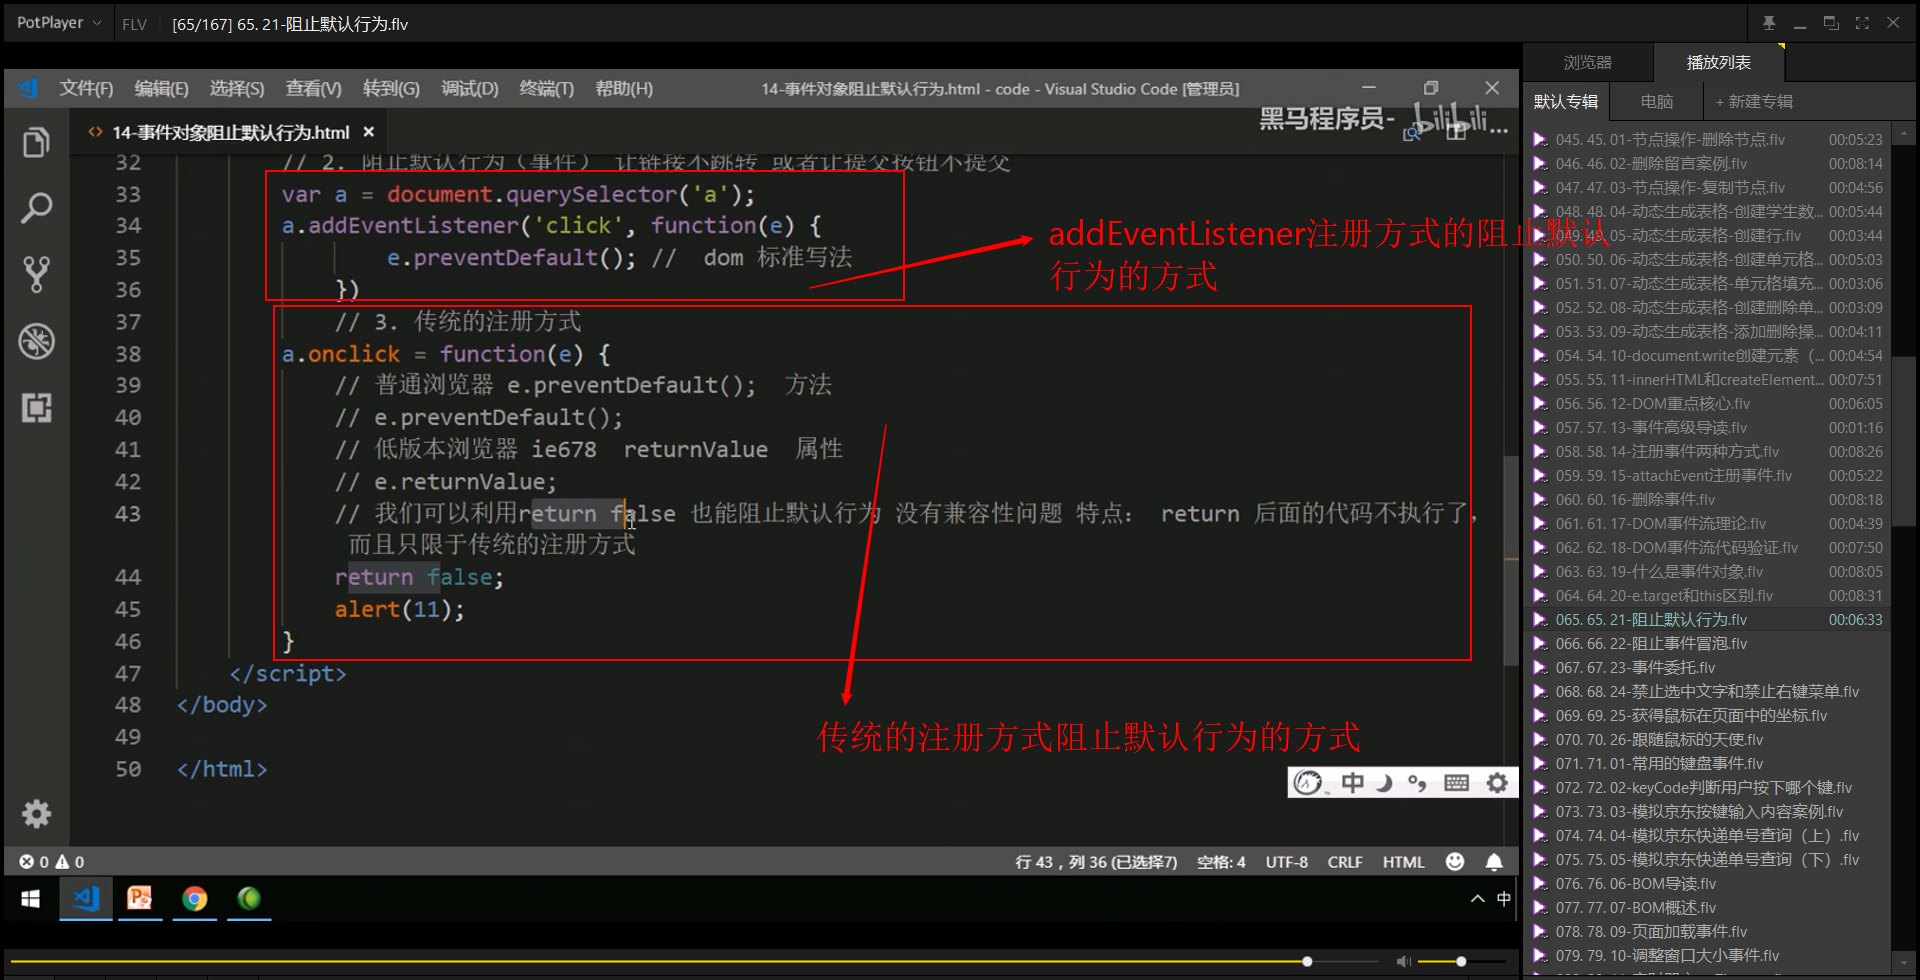 PotPlayer
FLV
[65/167] 65. 21-阻止默认行为.flv
文件(F) 编辑(E) 选择(S) 查看(V) 转到(G) 调试(D) 终端(T) 帮助(H)
14-事件对象阻止默认行为.html - code - Visual Studio Code [管理员]
14-事件对象阻止默认行为.html
黑马程序员- bilibili
32 // 2. 阻止默认行为（事件） 让链接不跳转 或者让提交按钮不提交
33 var a = document.querySelector('a');
34 a.addEventListener('click', function(e) {
35 e.preventDefault(); // dom 标准写法
36 })
37 // 3. 传统的注册方式
38 a.onclick = function(e) {
39 // 普通浏览器 e.preventDefault(); 方法
40 // e.preventDefault();
41 // 低版本浏览器 ie678 returnValue 属性
42 // e.returnValue;
43 // 我们可以利用return false 也能阻止默认行为 没有兼容性问题 特点： return 后面的代码不执行了，
而且只限于传统的注册方式
44 return false;
45 alert(11);
46 }
47 </script>
48 </body>
49
50 </html>
addEventListener注册方式的阻止默认
行为的方式
传统的注册方式阻止默认行为的方式
中
0 0
行 43，列 36 (已选择7) 空格: 4 UTF-8 CRLF HTML
中
浏览器 播放列表
默认专辑 电脑 + 新建专辑
045. 45. 01-节点操作-删除节点.flv 00:05:23
046. 46. 02-删除留言案例.flv 00:08:14
047. 47. 03-节点操作-复制节点.flv 00:04:56
048. 48. 04-动态生成表格-创建学生数... 00:05:44
049. 49. 05-动态生成表格-创建行.flv 00:03:44
050. 50. 06-动态生成表格-创建单元格... 00:05:03
051. 51. 07-动态生成表格-单元格填充... 00:03:06
052. 52. 08-动态生成表格-创建删除单... 00:03:09
053. 53. 09-动态生成表格-添加删除操... 00:04:11
054. 54. 10-document.write创建元素（... 00:04:54
055. 55. 11-innerHTML和createElement... 00:07:51
056. 56. 12-DOM重点核心.flv 00:06:05
057. 57. 13-事件高级导读.flv 00:01:16
058. 58. 14-注册事件两种方式.flv 00:08:26
059. 59. 15-attachEvent注册事件.flv 00:05:22
060. 60. 16-删除事件.flv 00:08:18
061. 61. 17-DOM事件流理论.flv 00:04:39
062. 62. 18-DOM事件流代码验证.flv 00:07:50
063. 63. 19-什么是事件对象.flv 00:08:05
064. 64. 20-e.target和this区别.flv 00:08:31
065. 65. 21-阻止默认行为.flv 00:06:33
066. 66. 22-阻止事件冒泡.flv
067. 67. 23-事件委托.flv
068. 68. 24-禁止选中文字和禁止右键菜单.flv
069. 69. 25-获得鼠标在页面中的坐标.flv
070. 70. 26-跟随鼠标的天使.flv
071. 71. 01-常用的键盘事件.flv
072. 72. 02-keyCode判断用户按下哪个键.flv
073. 73. 03-模拟京东按键输入内容案例.flv
074. 74. 04-模拟京东快递单号查询（上）.flv
075. 75. 05-模拟京东快递单号查询（下）.flv
076. 76. 06-BOM导读.flv
077. 77. 07-BOM概述.flv
078. 78. 09-页面加载事件.flv
079. 79. 10-调整窗口大小事件.flv